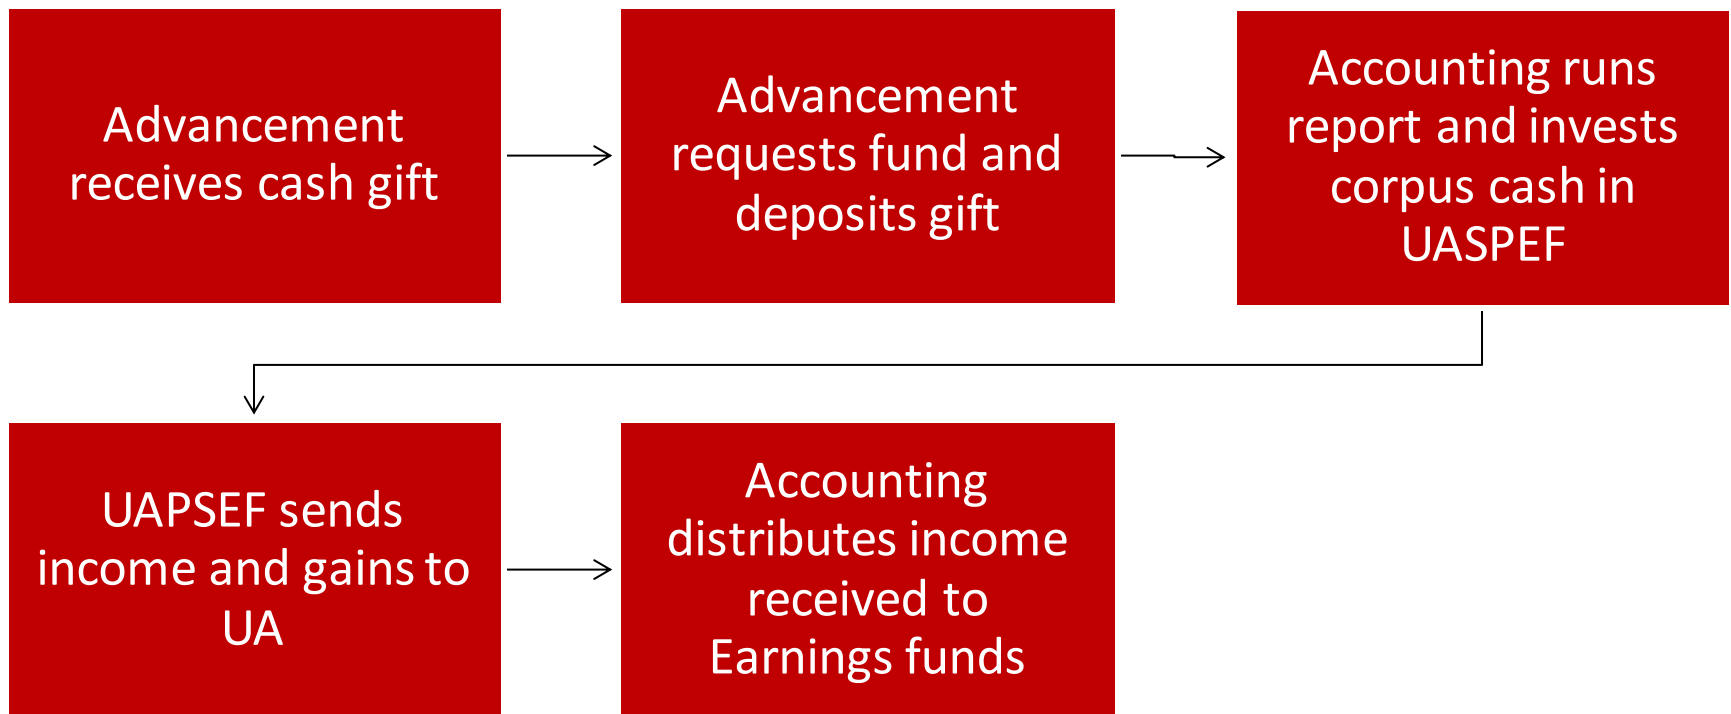 Advancement
receives cash gift
Advancement
requests fund and
deposits gift
Accounting runs
report and invests
corpus cash in
UASPEF
UAPSEF sends
income and gains to
UA
Accounting
distributes income
received to
Earnings funds